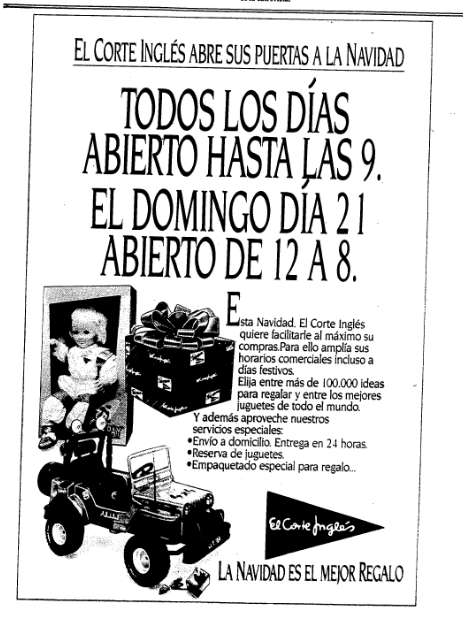 EL CORTE INGLÉS ABRE SUS PUERTAS A LA NAVIDAD
TODOS LOS DÍAS
ABIERTO HASTA LAS 9.
EL DOMINGO DÍA 21
ABIERTO DE 12 A 8.
Esta Navidad, El Corte Inglés
quiere facilitarle al máximo su
compras.Para ello amplía sus
horarios comerciales incluso a
días festivos.
Elija entre más de 100.000 ideas
para regalar y entre los mejores
juguetes de todo el mundo.
Y además aproveche nuestros
servicios especiales:
•Envío a domicilio. Entrega en 24 horas.
•Reserva de juguetes.
•Empaquetado especial para regalo...
El Corte Inglés
LA NAVIDAD ES EL MEJOR REGALO